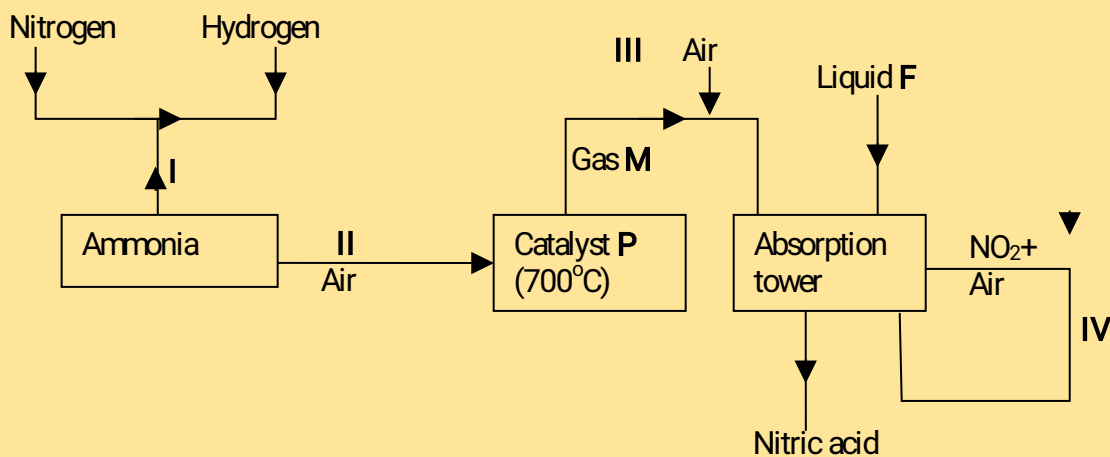 Nitrogen
Hydrogen
III
Air
Liquid F
Gas M
I
Ammonia
II
Air
Catalyst P
(700°C)
Absorption
tower
NO₂+
Air
IV
Nitric acid